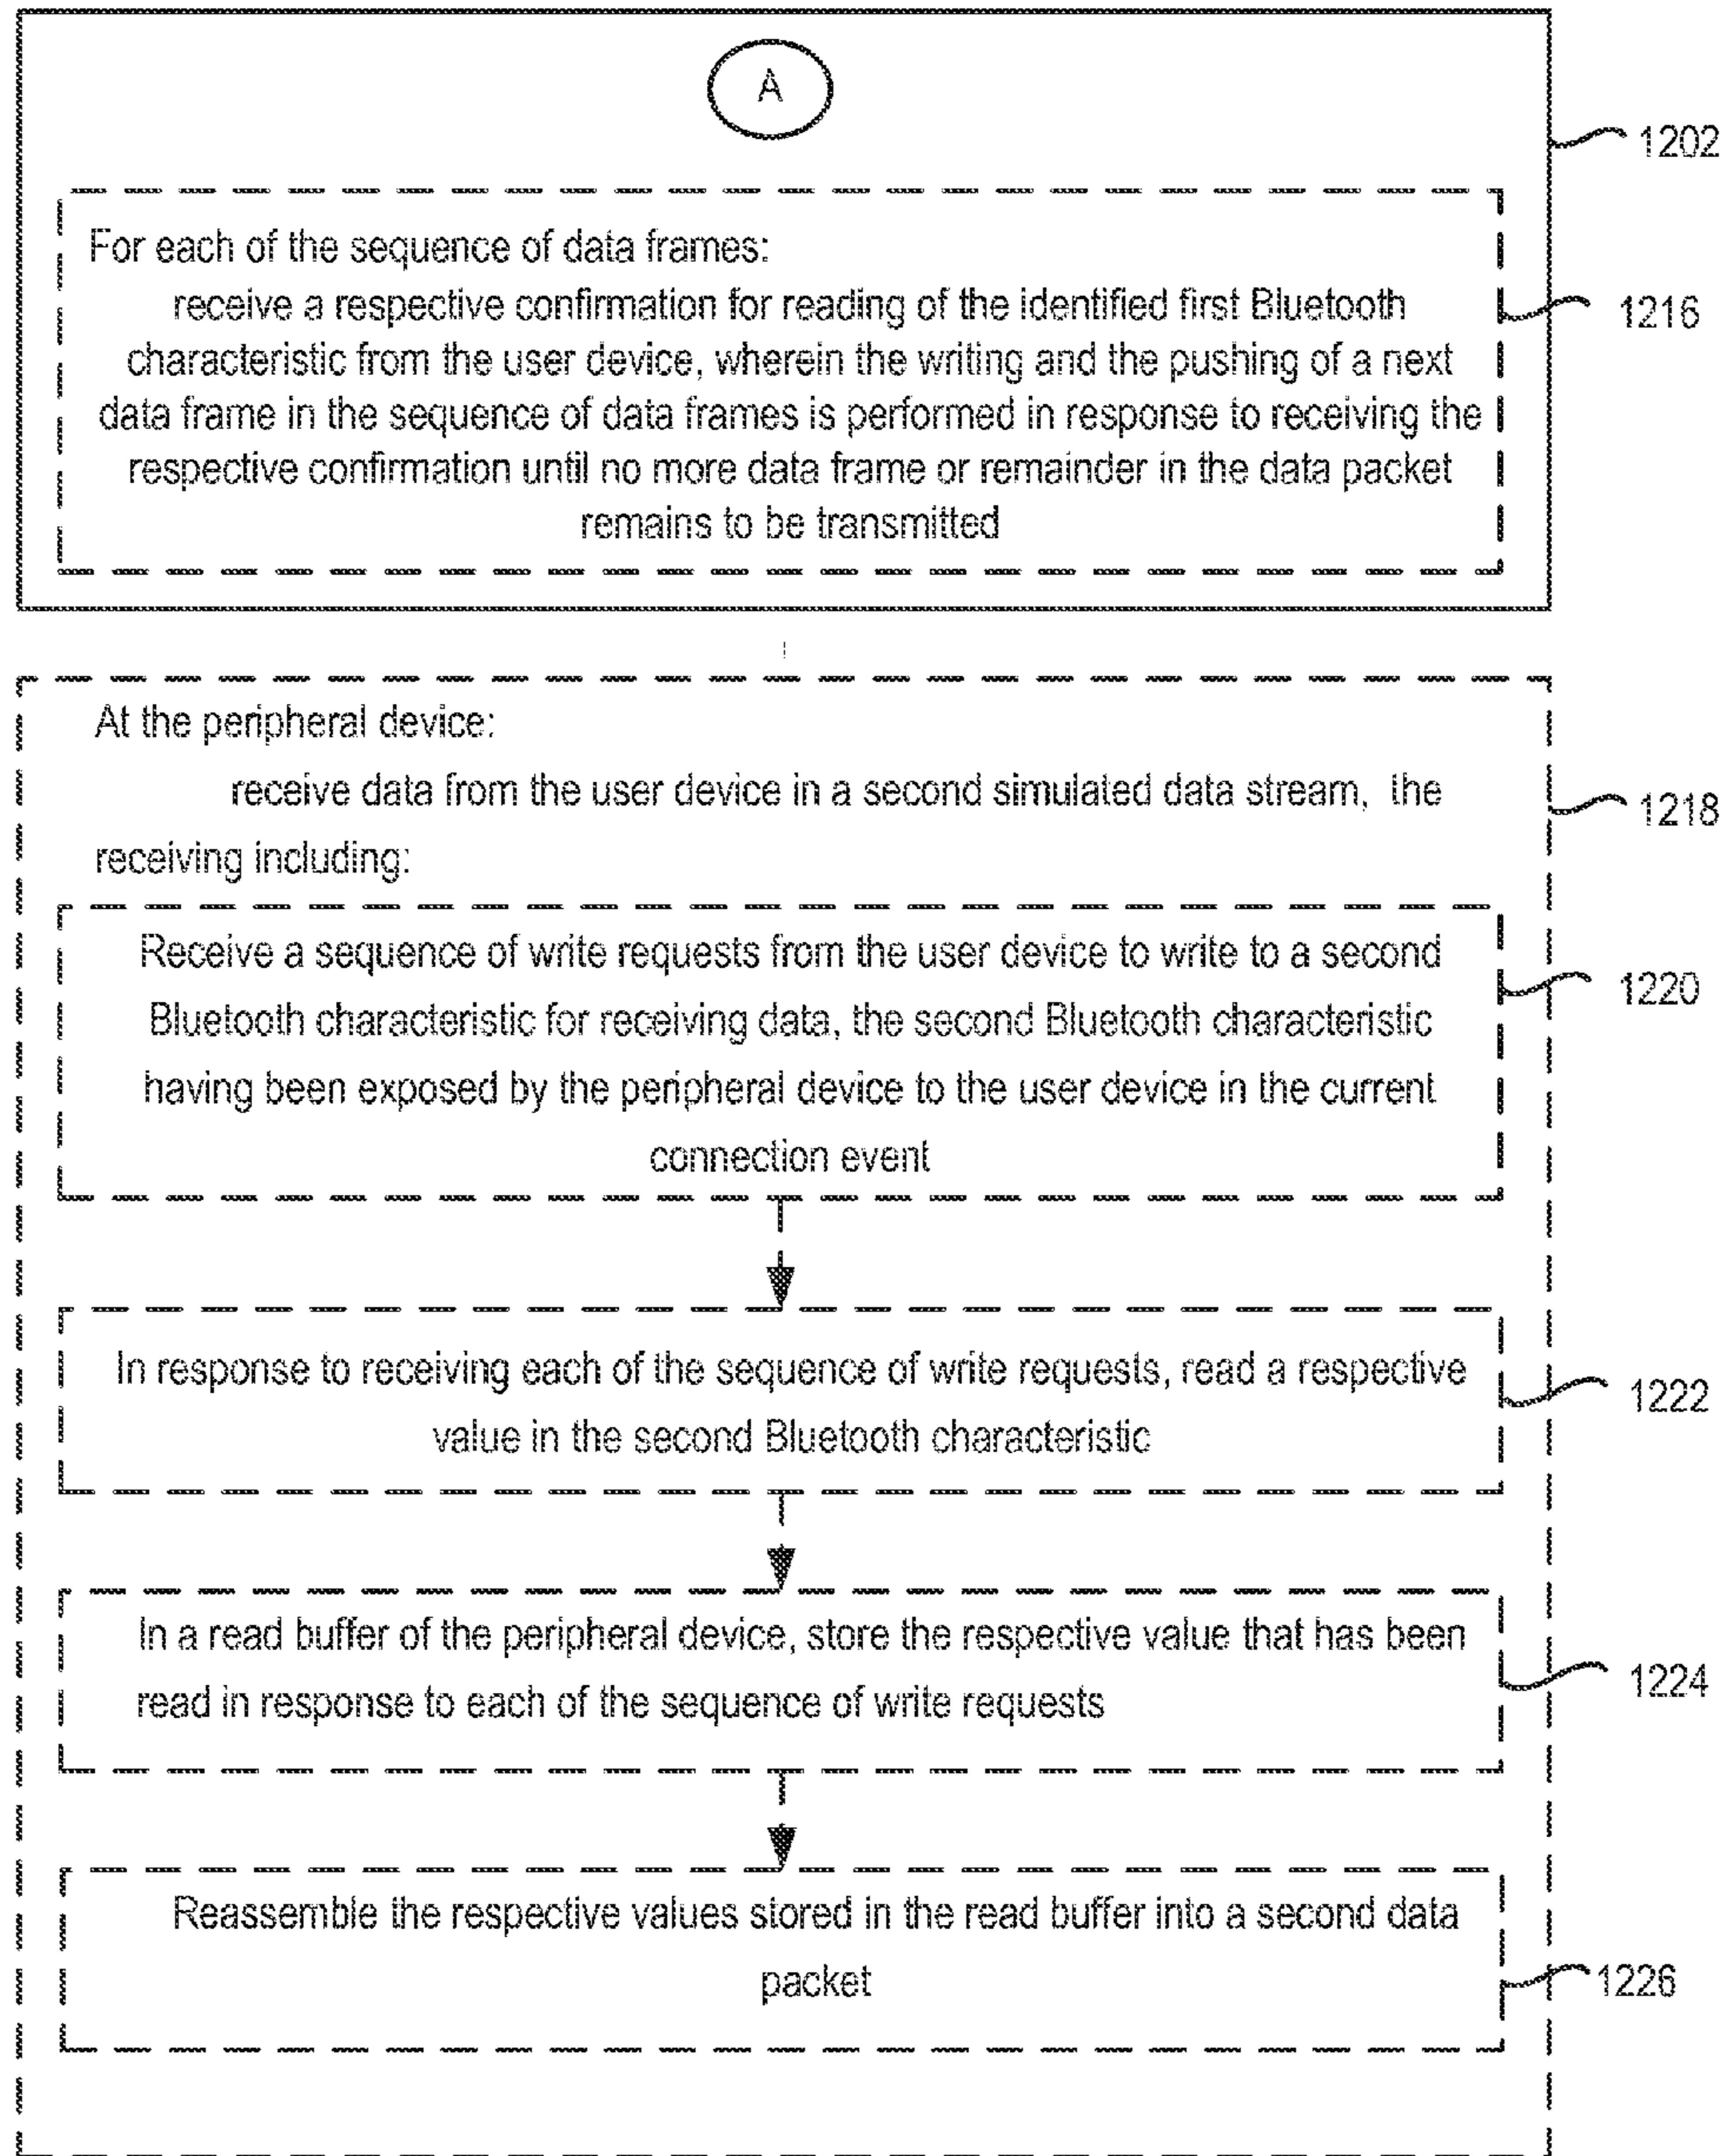 A
1202
For each of the sequence of data frames:
receive a respective confirmation for reading of the identified first Bluetooth
1216
characteristic from the user device, wherein the writing and the pushing of a next
data frame in the sequence of data frames is performed in response to receiving the
respective confirmation until no more data frame or remainder in the data packet
remains to be transmitted
At the peripheral device:
receive data from the user device in a second simulated data stream, the
1218
receiving including:
Receive a sequence of write requests from the user device to write to a second
1220
Bluetooth characteristic for receiving data, the second Bluetooth characteristic
having been exposed by the peripheral device to the user device in the current
connection event
In response to receiving each of the sequence of write requests, read a respective
1222
value in the second Bluetooth characteristic
In a read buffer of the peripheral device, store the respective value that has been
1224
read in response to each of the sequence of write requests
Reassemble the respective values stored in the read buffer into a second data
packet
1226